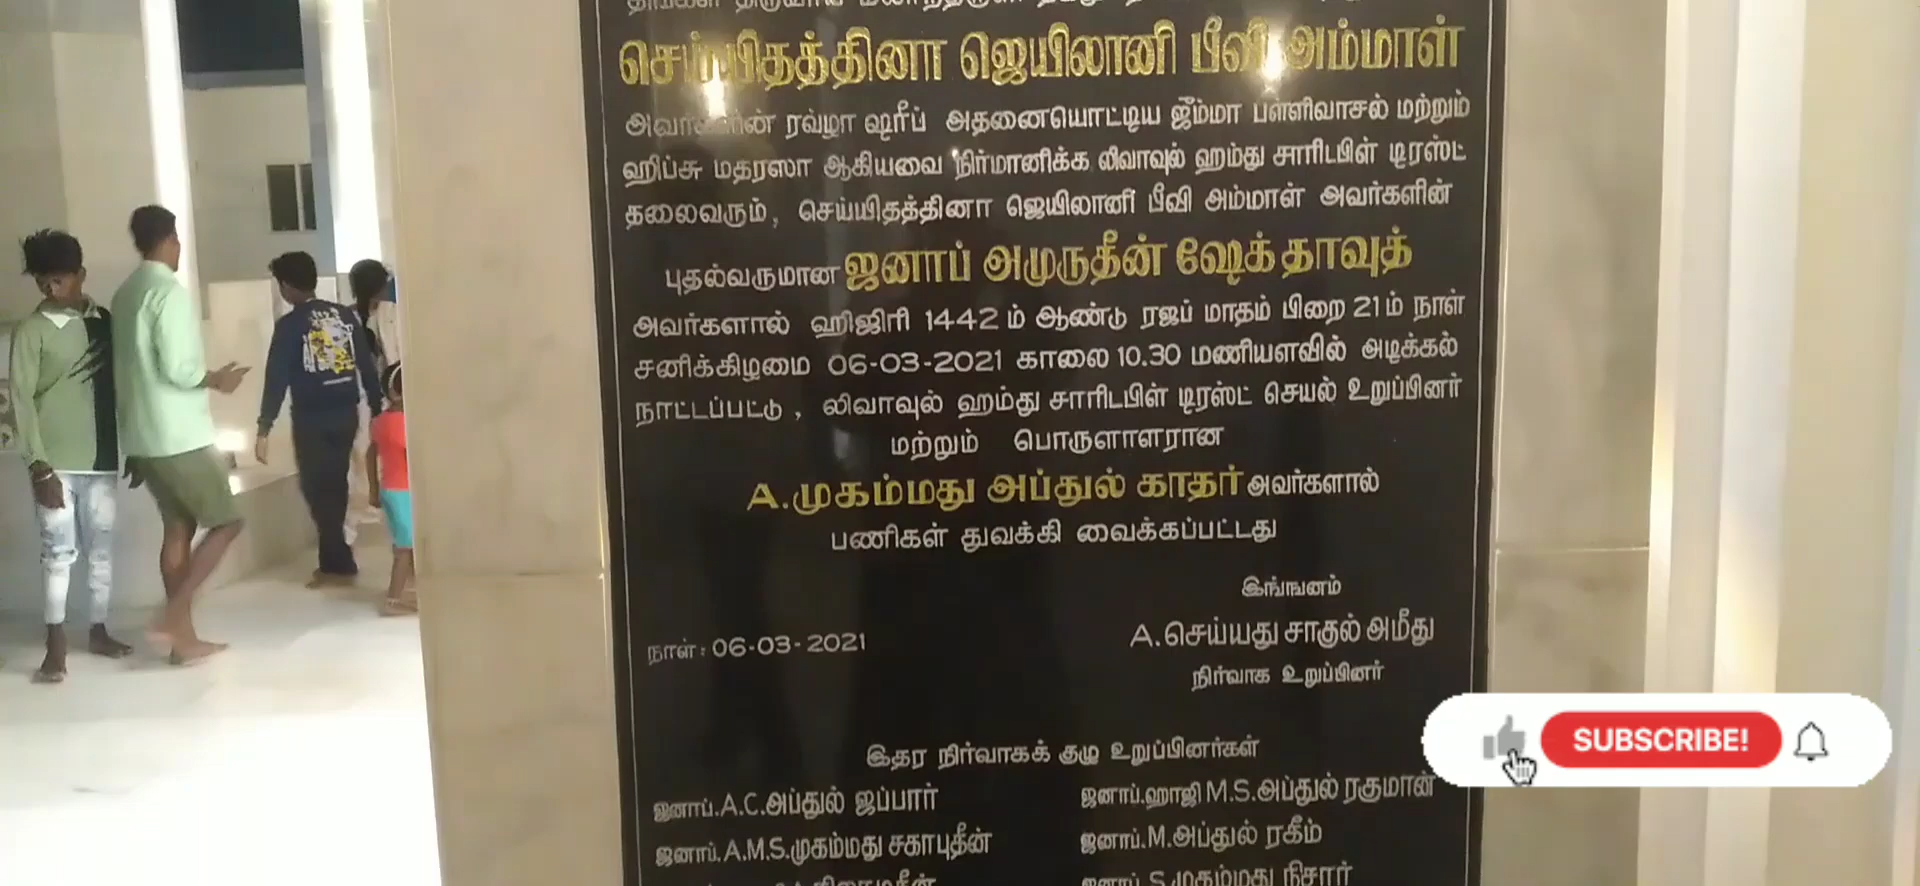 செய்யிதத்தினா ஜெயிலானி பீவி அம்மாள்
அவர்களின் ரவ்ழா ஷரீப் அதனையொட்டிய ஜீம்மா பள்ளிவாசல் மற்றும்
ஹிப்சு மதரஸா ஆகியவை நிர்மானிக்க லிவாவுல் ஹம்து சாரிடபிள் டிரஸ்ட்
தலைவரும், செய்யிதத்தினா ஜெயிலானி பீவி அம்மாள் அவர்களின்
புதல்வருமான ஜனாப் அமுருதீன் ஷேக் தாவுத்
அவர்களால் ஹிஜிரி 1442 ம் ஆண்டு ரஜப் மாதம் பிறை 21 ம் நாள்
சனிக்கிழமை 06-03-2021 காலை 10.30 மணியளவில் அடிக்கல்
நாட்டப்பட்டு , லிவாவுல் ஹம்து சாரிடபிள் டிரஸ்ட் செயல் உறுப்பினர்
மற்றும் பொருளாளரான
A.முகம்மது அப்துல் காதர் அவர்களால்
பணிகள் துவக்கி வைக்கப்பட்டது
இங்ஙனம்
நாள் : 06-03-2021
A.செய்யது சாகுல் அமீது
நிர்வாக உறுப்பினர்
இதர நிர்வாகக் குழு உறுப்பினர்கள்
ஜனாப்.A.C.அப்துல் ஜப்பார்
ஜனாப்.ஹாஜி M.S.அப்துல் ரகுமான்
ஜனாப்.A.M.S.முகம்மது சகாபுதீன்
ஜனாப்.M.அப்துல் ரகீம்
ஜனாப்.S.முகம்மது நிசார்
SUBSCRIBE!